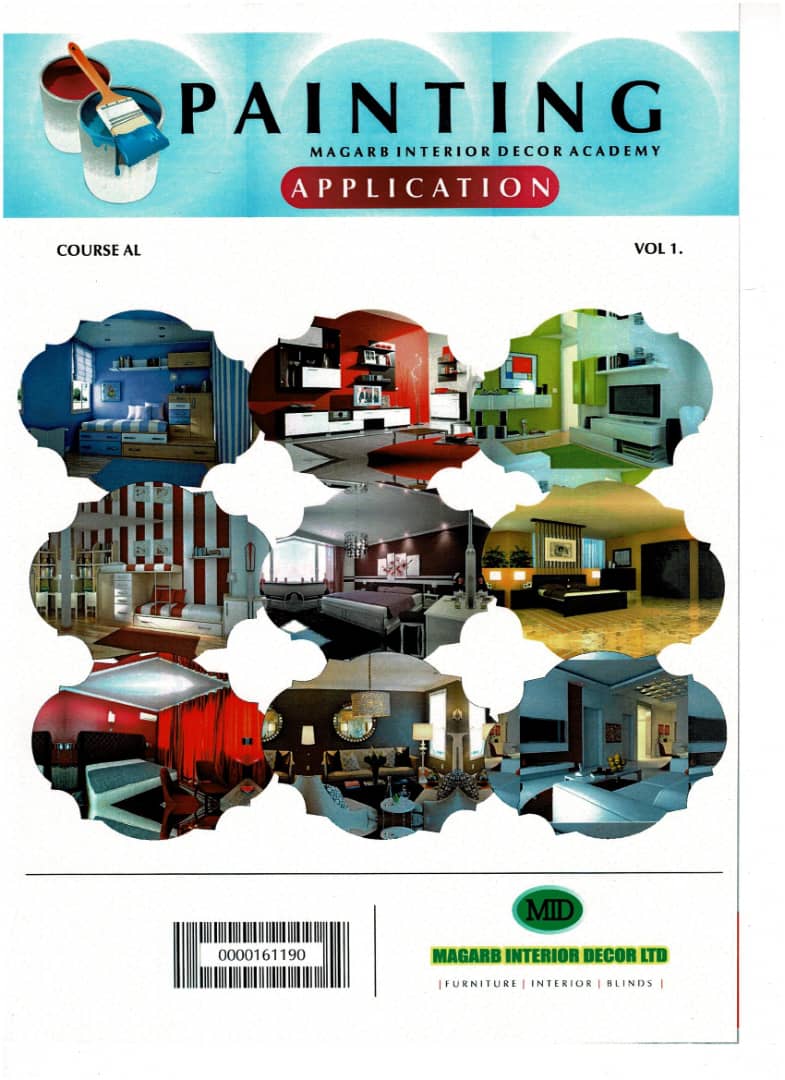 PAINTING
MAGARB INTERIOR DECOR ACADEMY
APPLICATION
COURSE AL
VOL 1.
0000161190
MID
MAGARB INTERIOR DECOR LTD
| FURNITURE | INTERIOR | BLINDS |